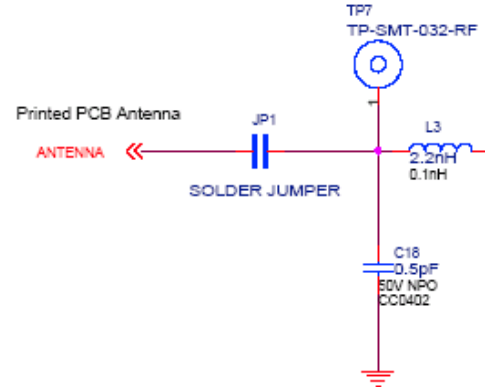 TP7
TP-SMT-032-RF
1
Printed PCB Antenna
JP1
L3
ANTENNA
2.2nH
0.1nH
SOLDER JUMPER
C18
0.5pF
50V NPO
CC0402